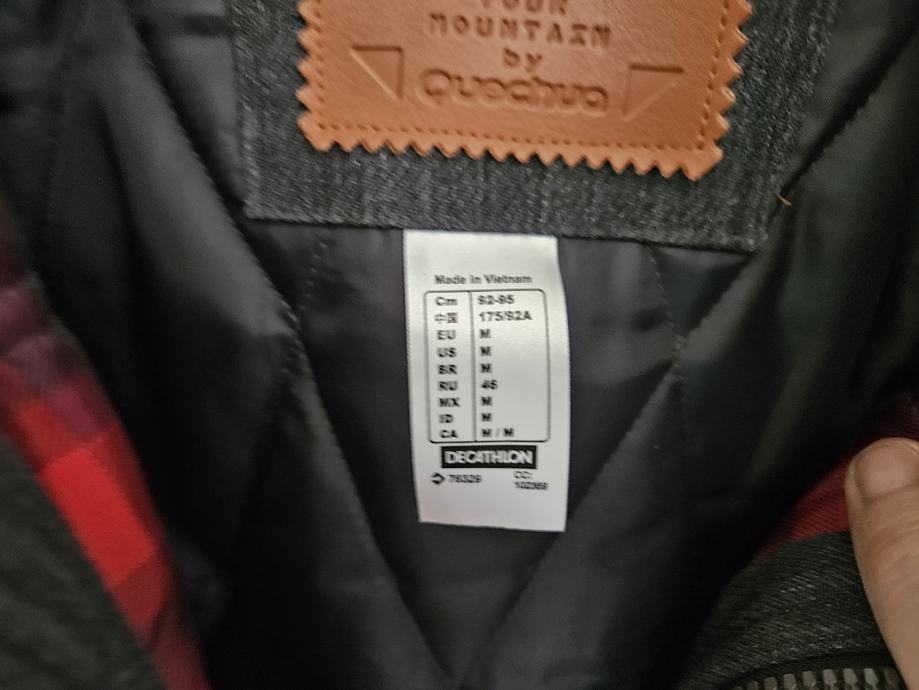 YOUR
MOUNTAIN
by
Quechua
Made in Vietnam
Cm 92-95
中国 175/92A
EU M
US M
BR M
RU 46
MX M
ID M
CA M / M
DECATHLON
76329 CC:
102369